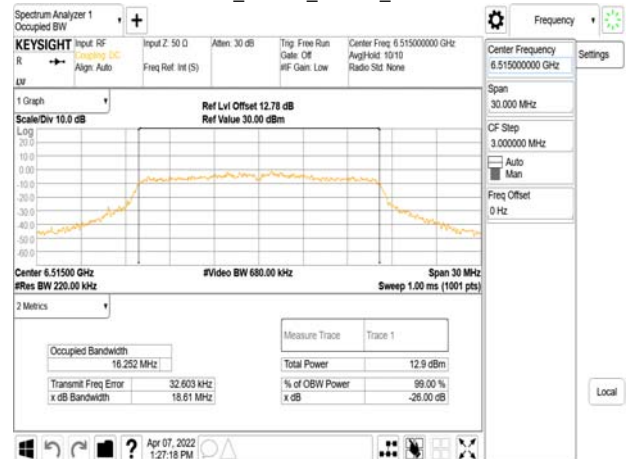 Spectrum Analyzer 1
Occupied BW
Frequency
KEYSIGHT
R
LV
Input: RF
Coupling: DC
Align: Auto
Input Z: 50 Ω
Freq Ref: Int (S)
Atten: 30 dB
Trig: Free Run
Gate: Off
#IF Gain: Low
Center Freq: 6.515000000 GHz
Avg|Hold: 10/10
Radio Std: None
Center Frequency
6.515000000 GHz
Settings
Span
30.000 MHz
CF Step
3.000000 MHz
Auto
Man
Freq Offset
0 Hz
1 Graph
Scale/Div 10.0 dB
Ref Lvl Offset 12.78 dB
Ref Value 30.00 dBm
Log
20.0
10.0
0.00
-10.0
-20.0
-30.0
-40.0
-50.0
-60.0
Center 6.51500 GHz
#Res BW 220.00 kHz
#Video BW 680.00 kHz
Span 30 MHz
Sweep 1.00 ms (1001 pts)
2 Metrics
Measure Trace Trace 1
Occupied Bandwidth
16.252 MHz
Total Power 12.9 dBm
Transmit Freq Error 32.603 kHz
% of OBW Power 99.00 %
x dB Bandwidth 18.61 MHz
x dB -26.00 dB
Local
Apr 07, 2022
1:27:18 PM